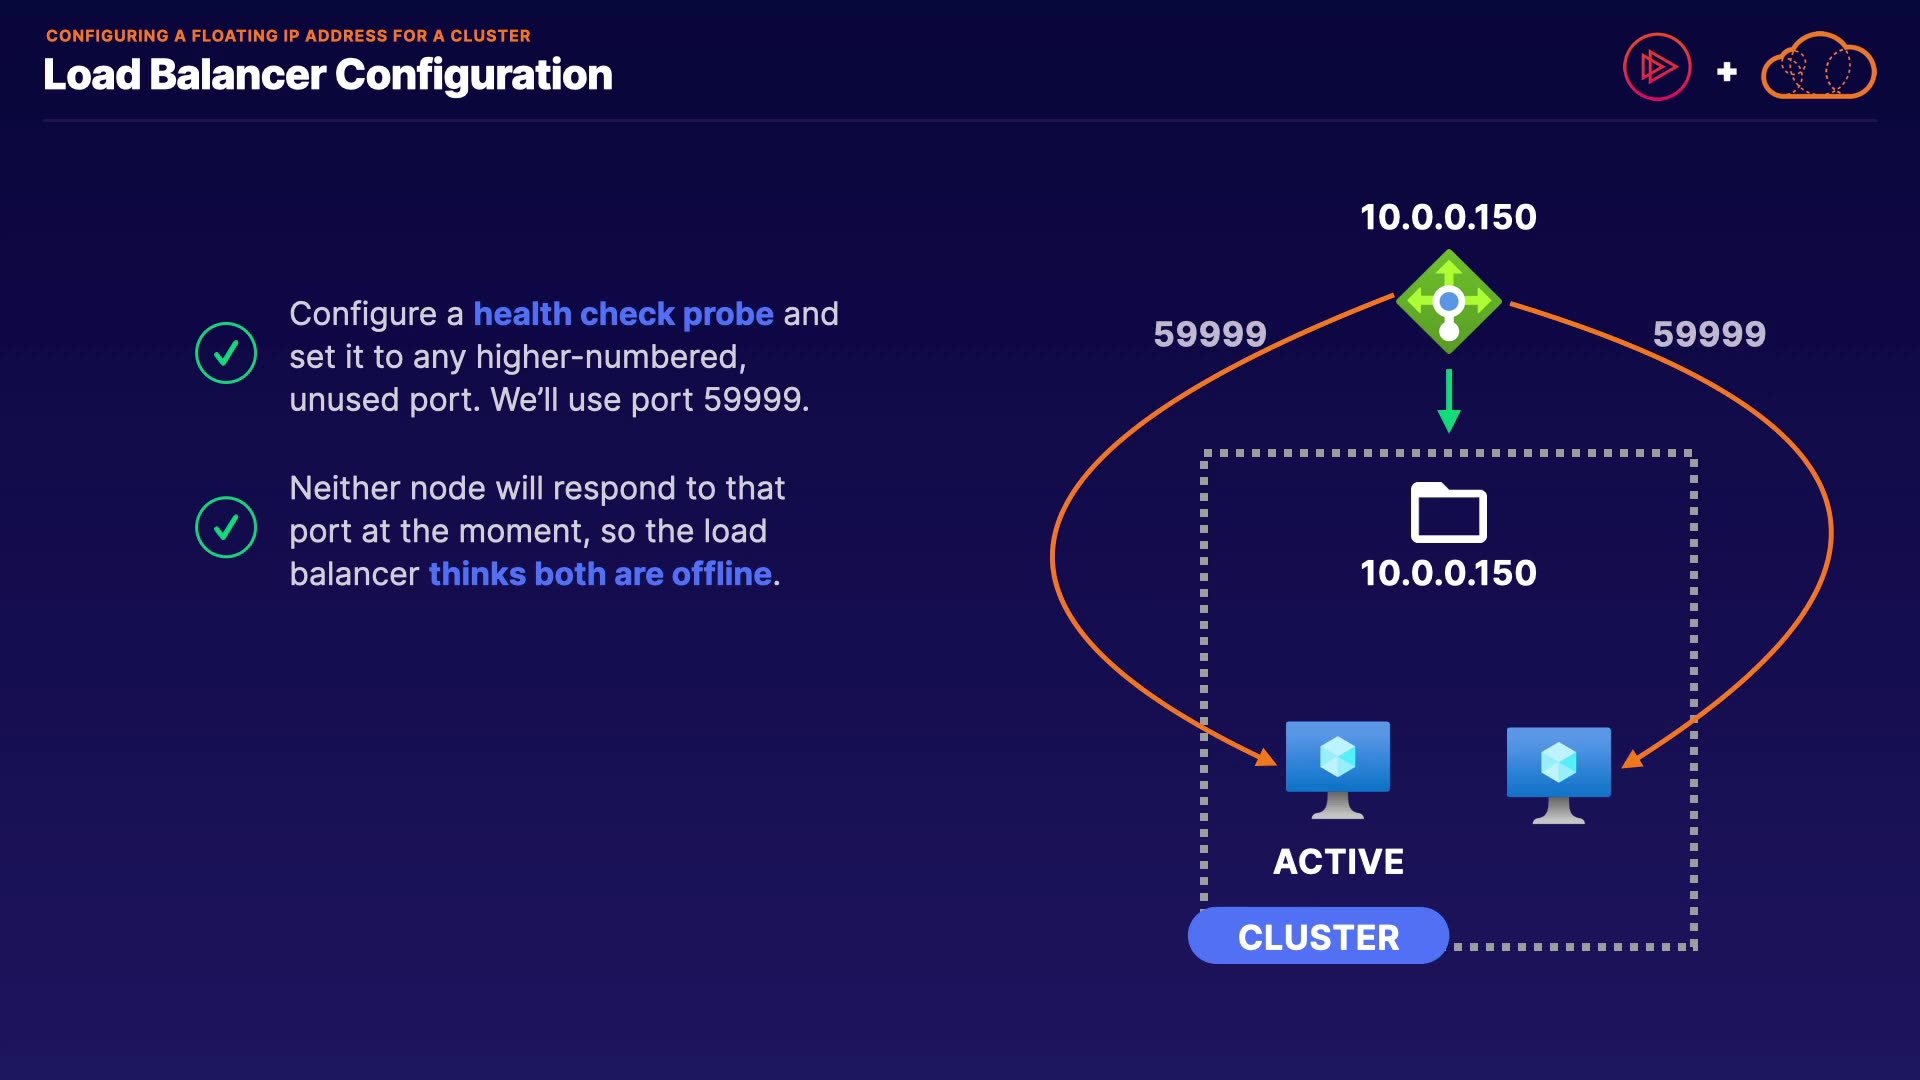 CONFIGURING A FLOATING IP ADDRESS FOR A CLUSTER
Load Balancer Configuration
Configure a health check probe and
set it to any higher-numbered,
unused port. We’ll use port 59999.
Neither node will respond to that
port at the moment, so the load
balancer thinks both are offline.
10.0.0.150
59999
59999
10.0.0.150
ACTIVE
CLUSTER